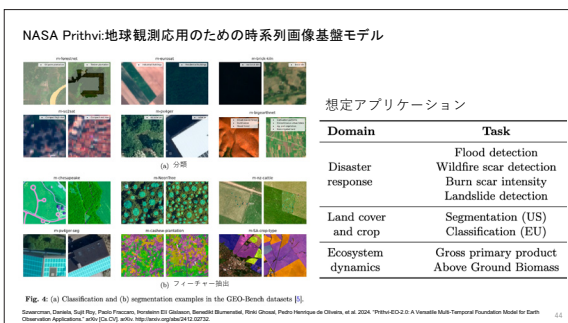 NASA Prithvi:地球観測応用のための時系列画像基盤モデル
m-forestnet
m-eurosat
m-brick-kiln
m-so2sat
m-pv4ger
m-bigearthnet
(a) 分類
m-chesapeake
m-NeonTree
m-nz-cattle
m-pv4ger-seg
m-cashew-plantation
m-SA-crop-type
(b) フィーチャー抽出
Fig. 4: (a) Classification and (b) segmentation examples in the GEO-Bench datasets [5].
想定アプリケーション
Domain Task
Disaster response
Flood detection
Wildfire scar detection
Burn scar intensity
Landslide detection
Land cover and crop
Segmentation (US)
Classification (EU)
Ecosystem dynamics
Gross primary product
Above Ground Biomass
Szwarcman, Daniela, Sujit Roy, Paolo Fraccaro, Þorsteinn Elí Gíslason, Benedikt Blumenstiel, Rinki Ghosal, Pedro Henrique de Oliveira, et al. 2024. "Prithvi-EO-2.0: A Versatile Multi-Temporal Foundation Model for Earth
Observation Applications." arXiv [Cs.CV]. arXiv. http://arxiv.org/abs/2412.02732.
44